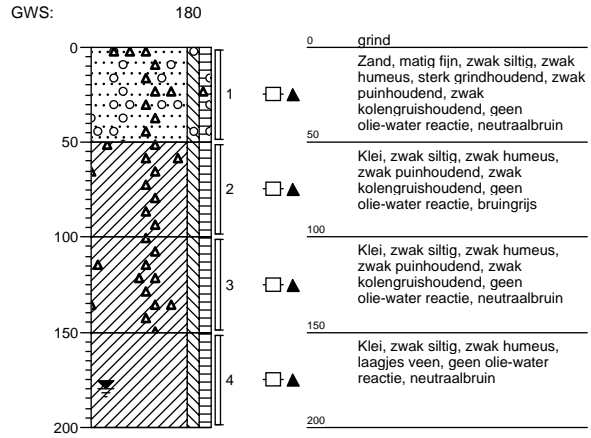 GWS: 180
0
50
100
150
200
1
2
3
4
0 grind
Zand, matig fijn, zwak siltig, zwak
humeus, sterk grindhoudend, zwak
puinhoudend, zwak
kolengruishoudend, geen
olie-water reactie, neutraalbruin
50
Klei, zwak siltig, zwak humeus,
zwak puinhoudend, zwak
kolengruishoudend, geen
olie-water reactie, bruingrijs
100
Klei, zwak siltig, zwak humeus,
zwak puinhoudend, zwak
kolengruishoudend, geen
olie-water reactie, neutraalbruin
150
Klei, zwak siltig, zwak humeus,
laagjes veen, geen olie-water
reactie, neutraalbruin
200